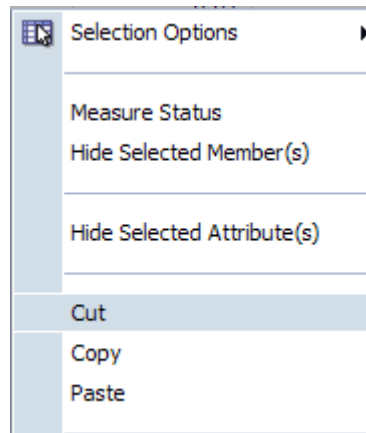 Selection Options
Measure Status
Hide Selected Member(s)
Hide Selected Attribute(s)
Cut
Copy
Paste